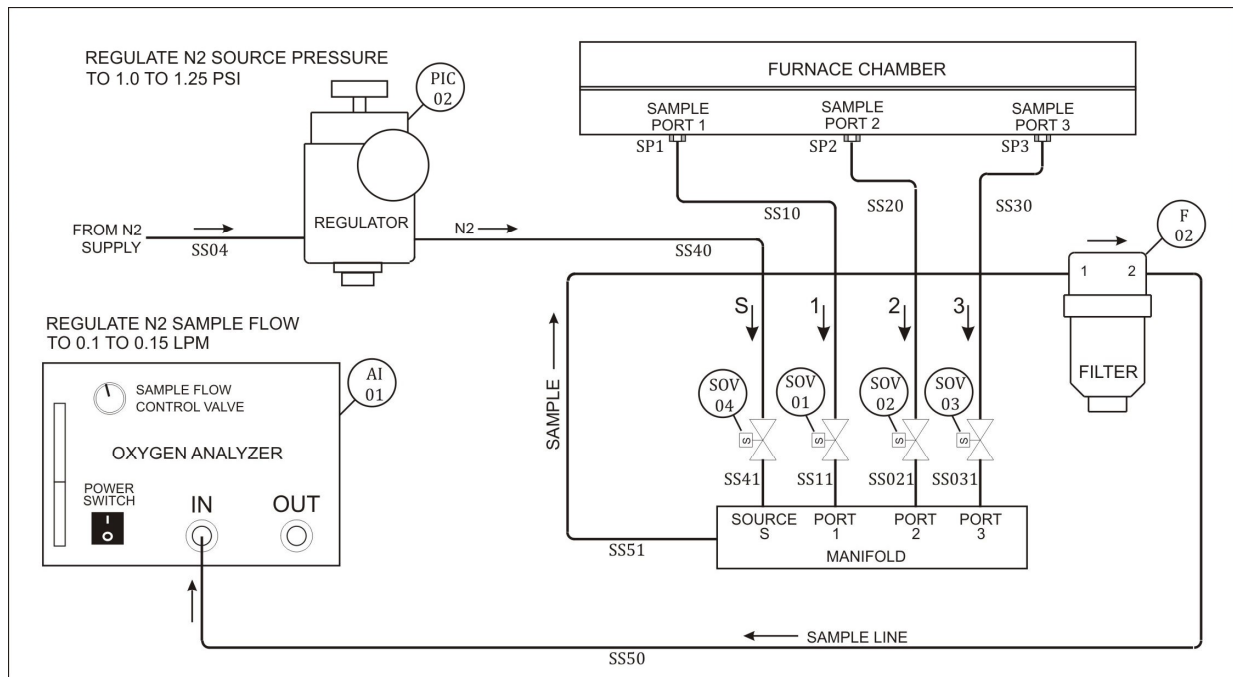 REGULATE N2 SOURCE PRESSURE
TO 1.0 TO 1.25 PSI
PIC
02
FURNACE CHAMBER
SAMPLE
PORT 1
SAMPLE
PORT 2
SAMPLE
PORT 3
SP1
SP2
SP3
REGULATOR
FROM N2
SUPPLY
SS04
N2
SS40
SS10
SS20
SS30
F
02
1
2
FILTER
S
1
2
3
REGULATE N2 SAMPLE FLOW
TO 0.1 TO 0.15 LPM
AI
01
SAMPLE FLOW
CONTROL VALVE
OXYGEN ANALYZER
POWER
SWITCH
I
O
IN
OUT
SAMPLE
SOV
04
SOV
01
SOV
02
SOV
03
S
S
S
S
SS41
SS11
SS021
SS031
SOURCE
S
PORT
1
PORT
2
PORT
3
MANIFOLD
SS51
SAMPLE LINE
SS50